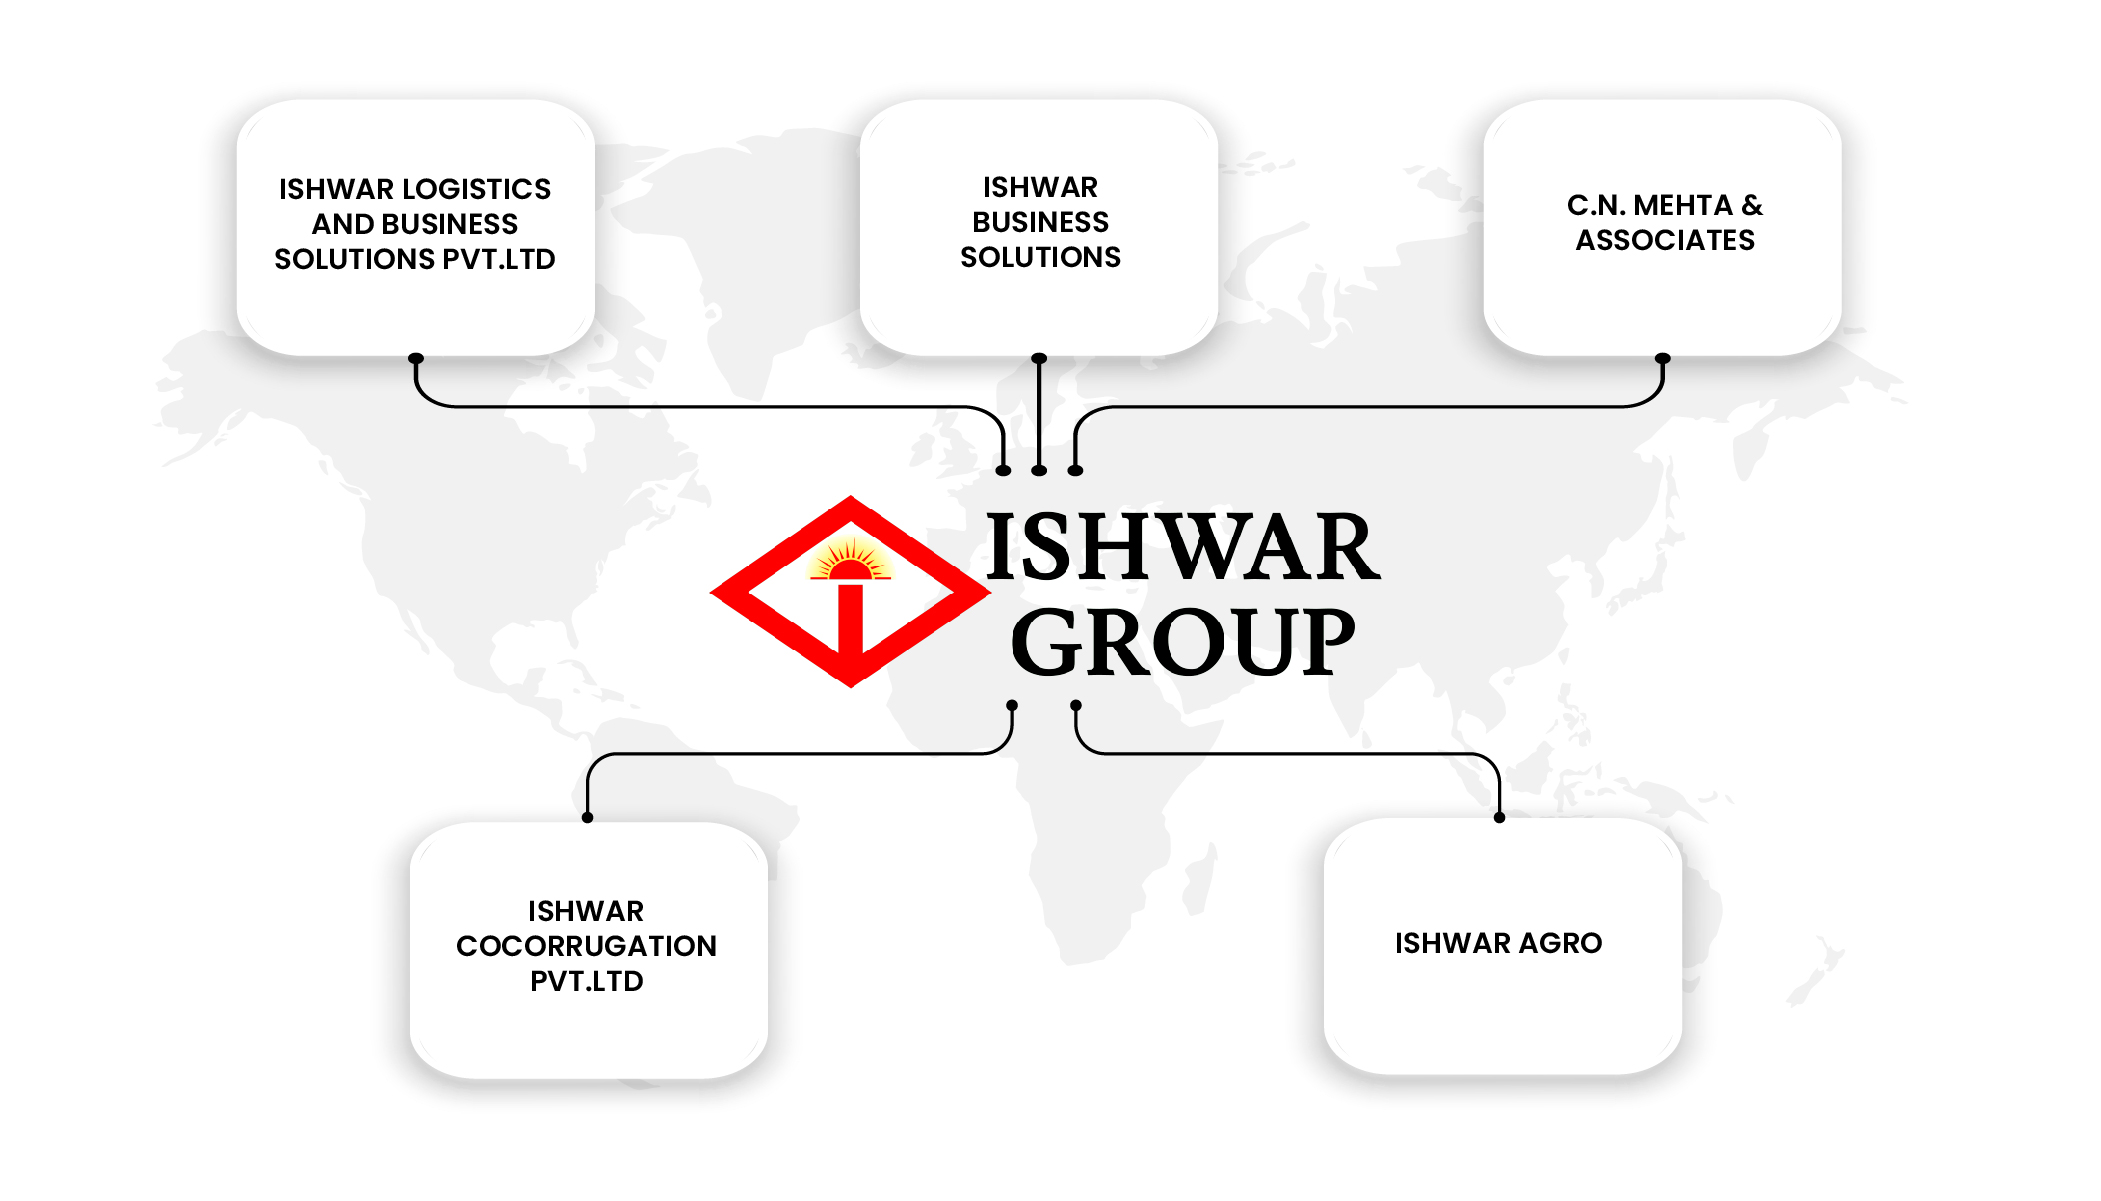 ISHWAR LOGISTICS
AND BUSINESS
SOLUTIONS PVT.LTD
ISHWAR
BUSINESS
SOLUTIONS
C.N. MEHTA &
ASSOCIATES
ISHWAR
GROUP
ISHWAR
COCORRUGATION
PVT.LTD
ISHWAR AGRO